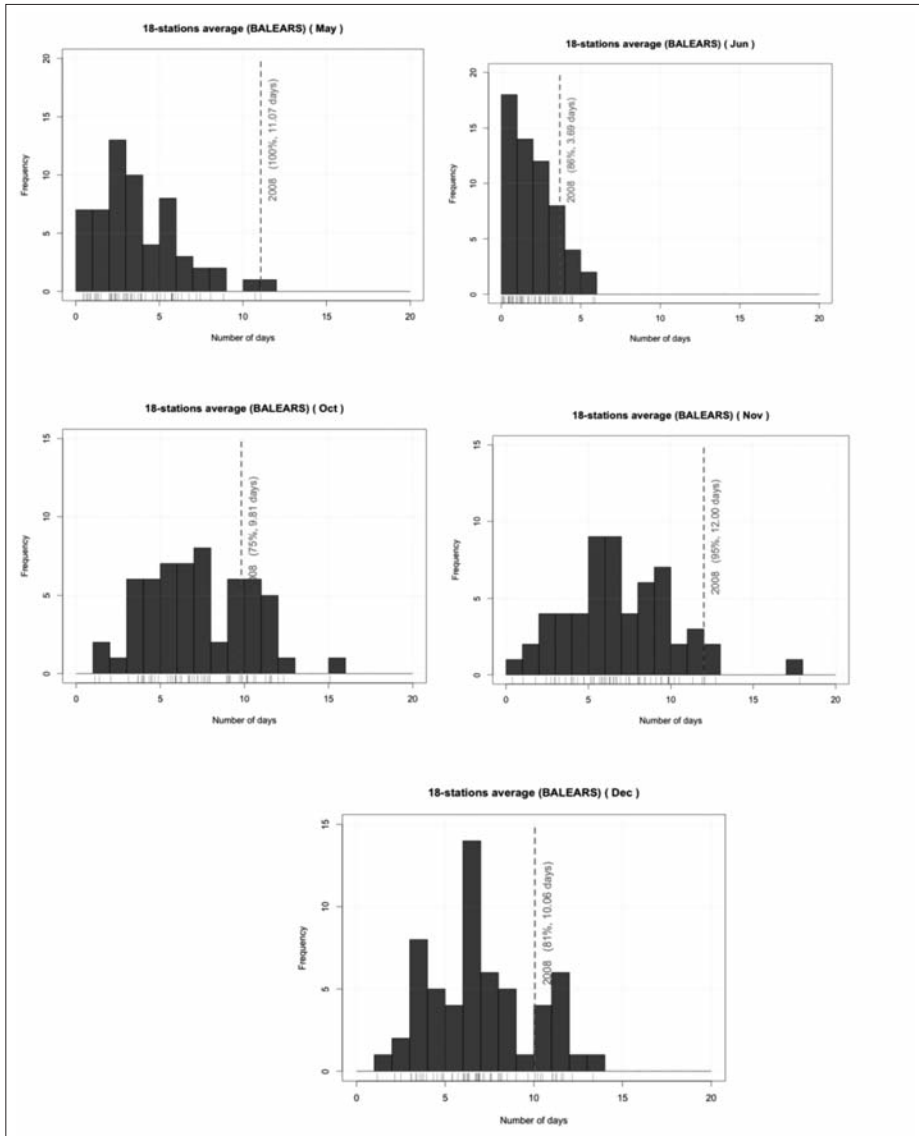 18-stations average (BALEARS) ( May )
Frequency
20
15
10
5
0
2008   (100%, 11.07 days)
0 5 10 15 20
Number of days
18-stations average (BALEARS) ( Jun )
Frequency
20
15
10
5
0
2008   (86%, 3.69 days)
0 5 10 15 20
Number of days
18-stations average (BALEARS) ( Oct )
Frequency
15
10
5
0
(75%, 9.81 days)
0 5 10 15 20
Number of days
18-stations average (BALEARS) ( Nov )
Frequency
15
10
5
0
2008   (95%, 12.00 days)
0 5 10 15 20
Number of days
18-stations average (BALEARS) ( Dec )
Frequency
15
10
5
0
2008   (81%, 10.06 days)
0 5 10 15 20
Number of days